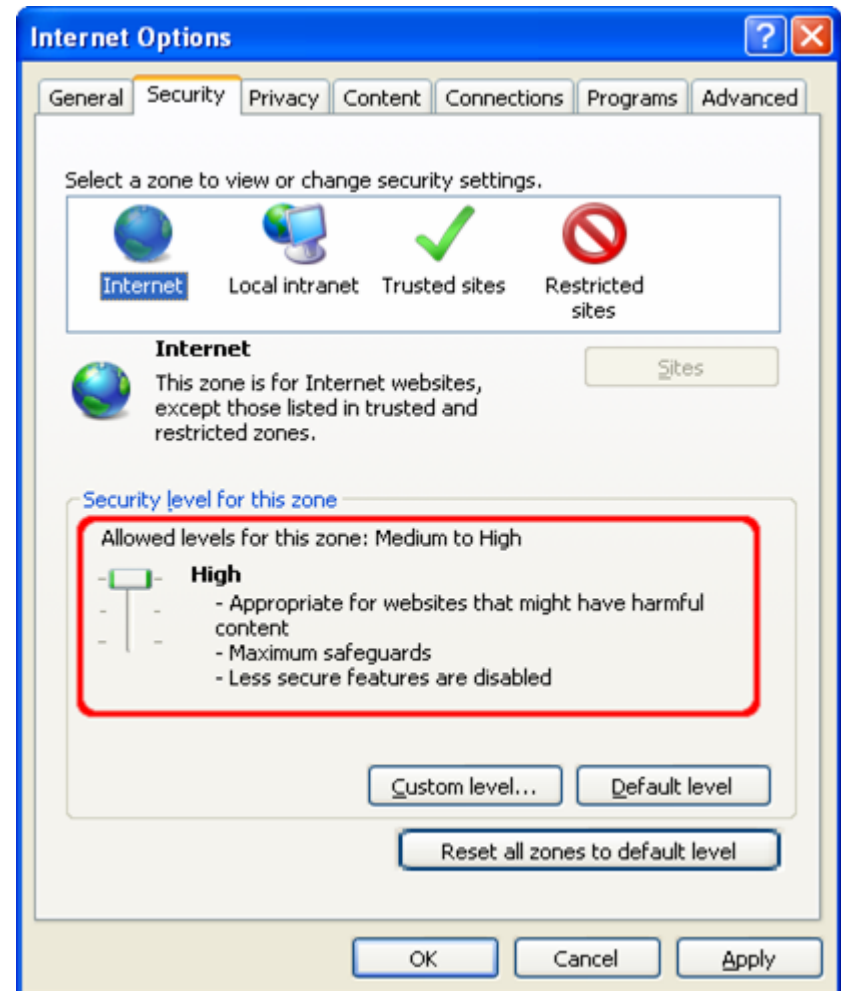 Internet Options
General Security Privacy Content Connections Programs Advanced
Select a zone to view or change security settings.
Internet Local intranet Trusted sites Restricted
sites
Internet
This zone is for Internet websites,
except those listed in trusted and
restricted zones.
Sites
Security level for this zone
Allowed levels for this zone: Medium to High
High
- Appropriate for websites that might have harmful
content
- Maximum safeguards
- Less secure features are disabled
Custom level... Default level
Reset all zones to default level
OK Cancel Apply